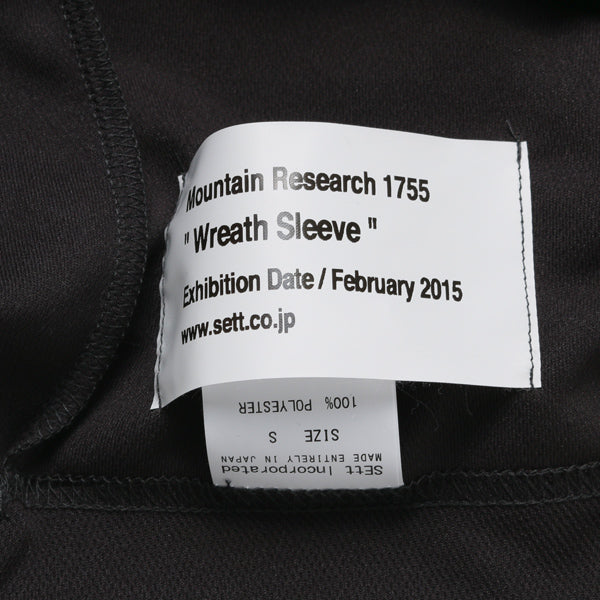 Mountain Research 1755
" Wreath Sleeve "
Exhibition Date / February 2015
www.sett.co.jp
SEtt Incorporated
MADE ENTIRELY IN JAPAN
SIZE S
100% POLYESTER